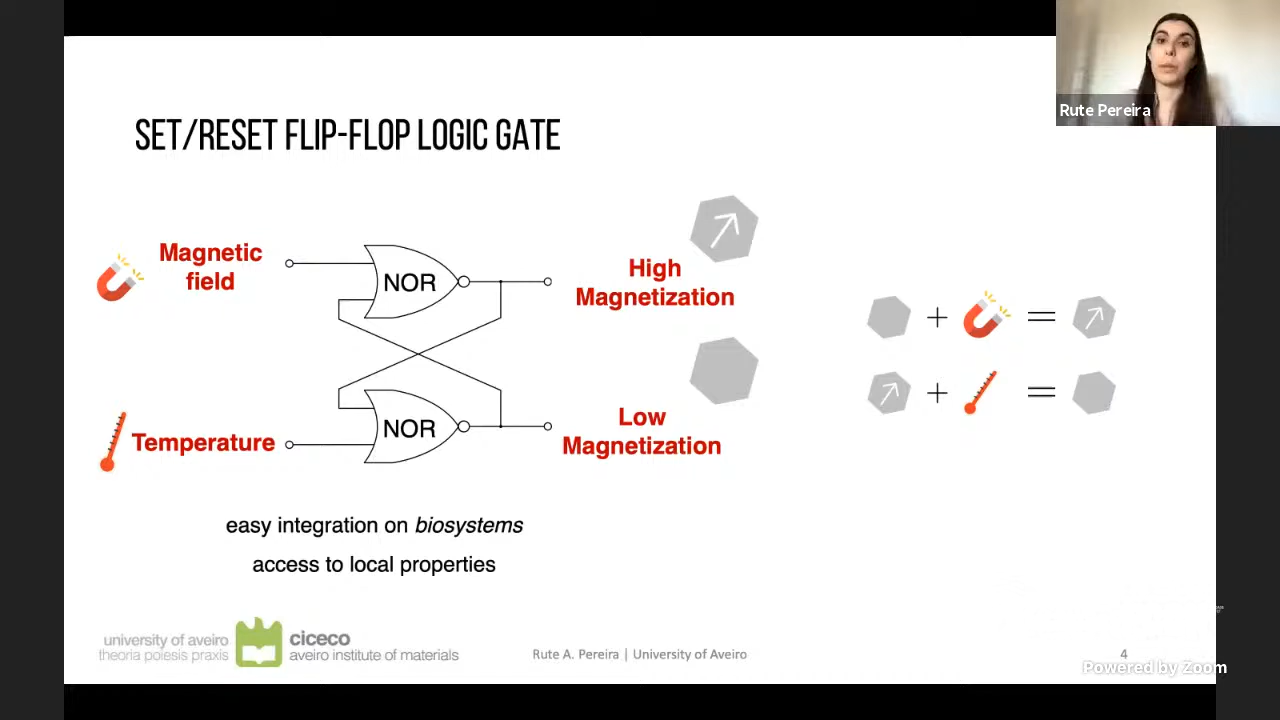 Rute Pereira
SET/RESET FLIP-FLOP LOGIC GATE
Magnetic
field
NOR
High
Magnetization
+
=
+
=
Temperature
NOR
Low
Magnetization
easy integration on biosystems
access to local properties
university of aveiro
theoria poiesis praxis
ciceco
aveiro institute of materials
Rute A. Pereira | University of Aveiro
4
Powered by Zoom